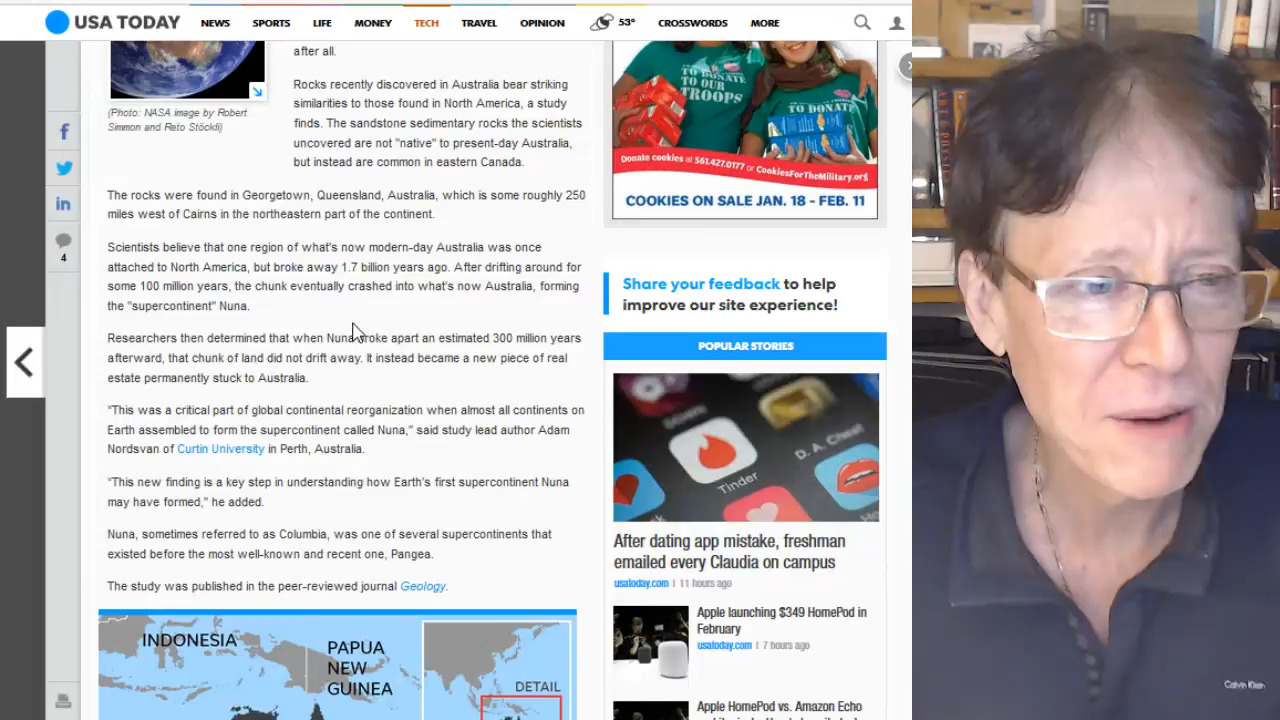 USA TODAY
NEWS SPORTS LIFE MONEY TECH TRAVEL OPINION 53° CROSSWORDS MORE
after all.
Rocks recently discovered in Australia bear striking
similarities to those found in North America, a study
finds. The sandstone sedimentary rocks the scientists
uncovered are not "native" to present-day Australia,
but instead are common in eastern Canada.
(Photo: NASA image by Robert
Simmon and Reto Stöckli)
The rocks were found in Georgetown, Queensland, Australia, which is some roughly 250
miles west of Cairns in the northeastern part of the continent.
Scientists believe that one region of what's now modern-day Australia was once
attached to North America, but broke away 1.7 billion years ago. After drifting around for
some 100 million years, the chunk eventually crashed into what's now Australia, forming
the "supercontinent" Nuna.
Researchers then determined that when Nuna broke apart an estimated 300 million years
afterward, that chunk of land did not drift away. It instead became a new piece of real
estate permanently stuck to Australia.
"This was a critical part of global continental reorganization when almost all continents on
Earth assembled to form the supercontinent called Nuna," said study lead author Adam
Nordsvan of Curtin University in Perth, Australia.
"This new finding is a key step in understanding how Earth's first supercontinent Nuna
may have formed," he added.
Nuna, sometimes referred to as Columbia, was one of several supercontinents that
existed before the most well-known and recent one, Pangea.
The study was published in the peer-reviewed journal Geology.
INDONESIA
PAPUA
NEW
GUINEA
DETAIL
4
TO DONATE
TO OUR
TROOPS
TO DONATE
Donate cookies at 561.427.0177 or CookiesForTheMilitary.org
COOKIES ON SALE JAN. 18 - FEB. 11
Share your feedback to help
improve our site experience!
POPULAR STORIES
Tinder
After dating app mistake, freshman
emailed every Claudia on campus
usatoday.com | 11 hours ago
Apple launching $349 HomePod in
February
usatoday.com | 7 hours ago
Apple HomePod vs. Amazon Echo
Calvin Klein